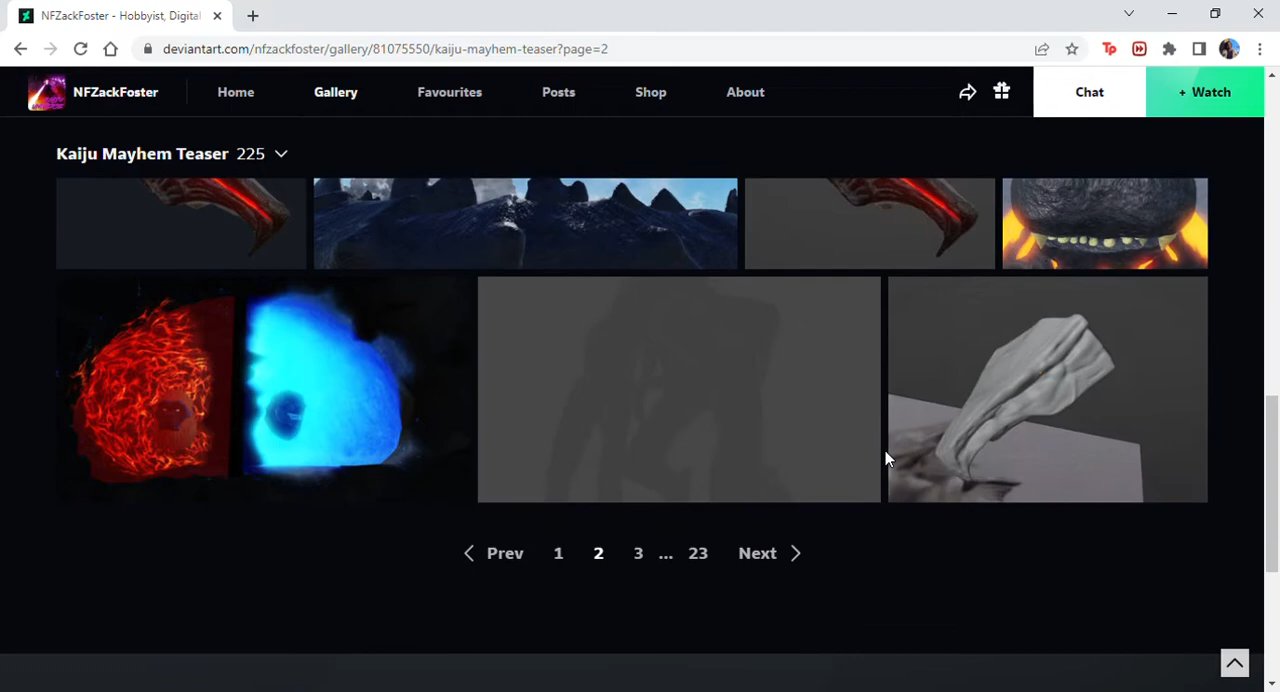 NFZackFoster - Hobbyist, Digital
deviantart.com/nfzackfoster/gallery/81075550/kaiju-mayhem-teaser?page=2
Tp
NFZackFoster Home Gallery Favourites Posts Shop About Chat + Watch
Kaiju Mayhem Teaser 225
Prev 1 2 3 ... 23 Next